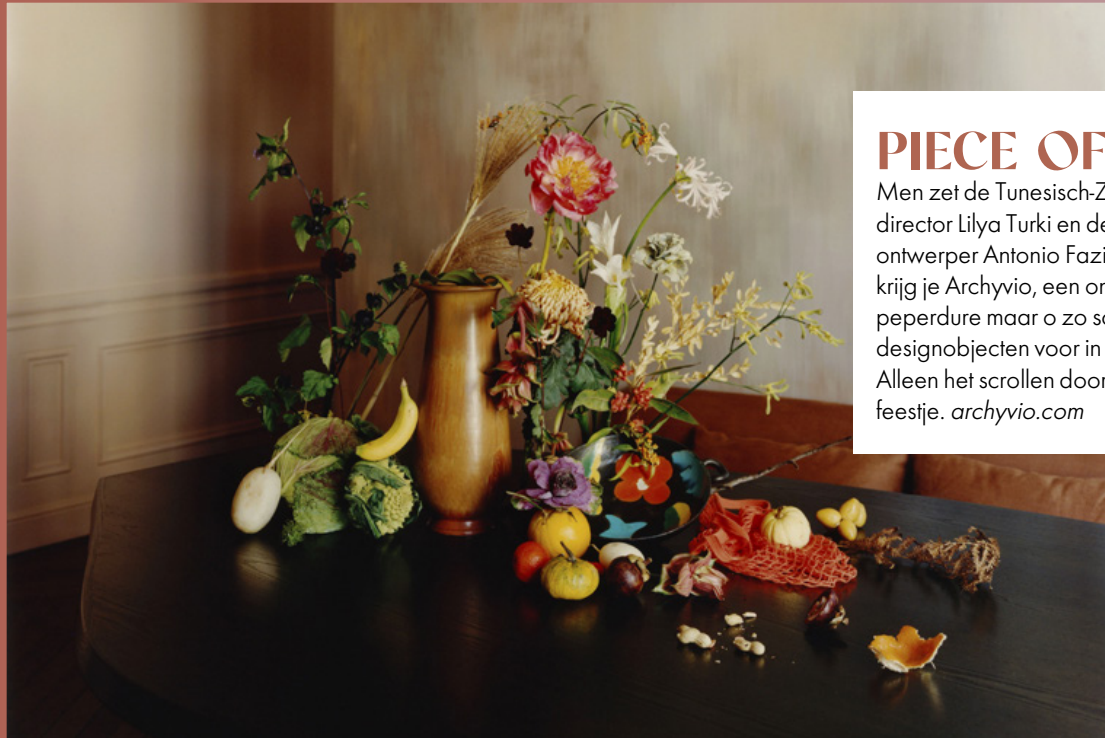 PIECE OF
Men zet de Tunesisch-Z
director Lilya Turki en de
ontwerper Antonio Fazi
krijg je Archyvio, een on
peperdure maar o zo sc
designobjecten voor in
Alleen het scrollen door
feestje. archyvio.com